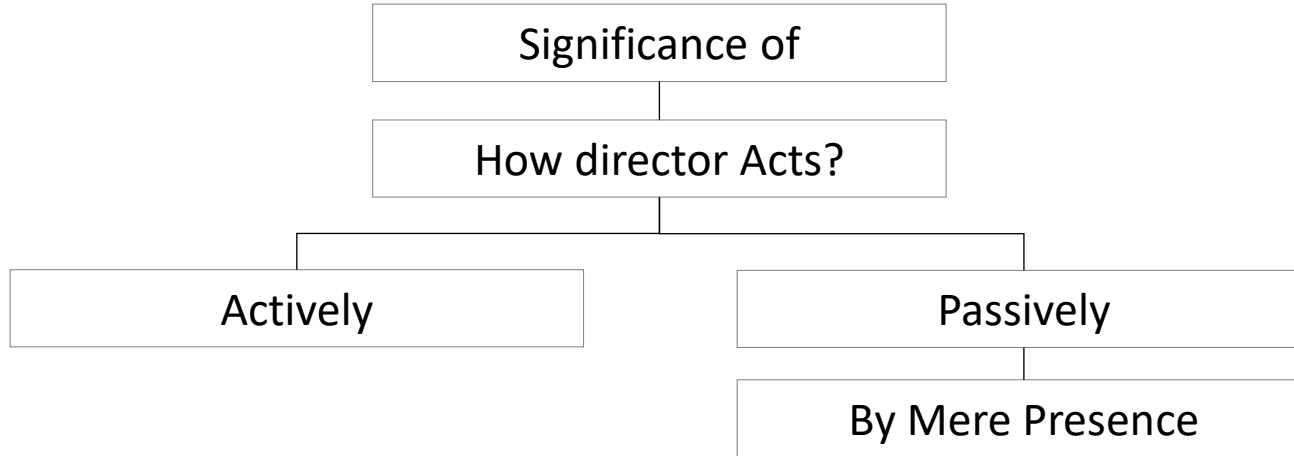 Significance of
How director Acts?
Actively
Passively
By Mere Presence